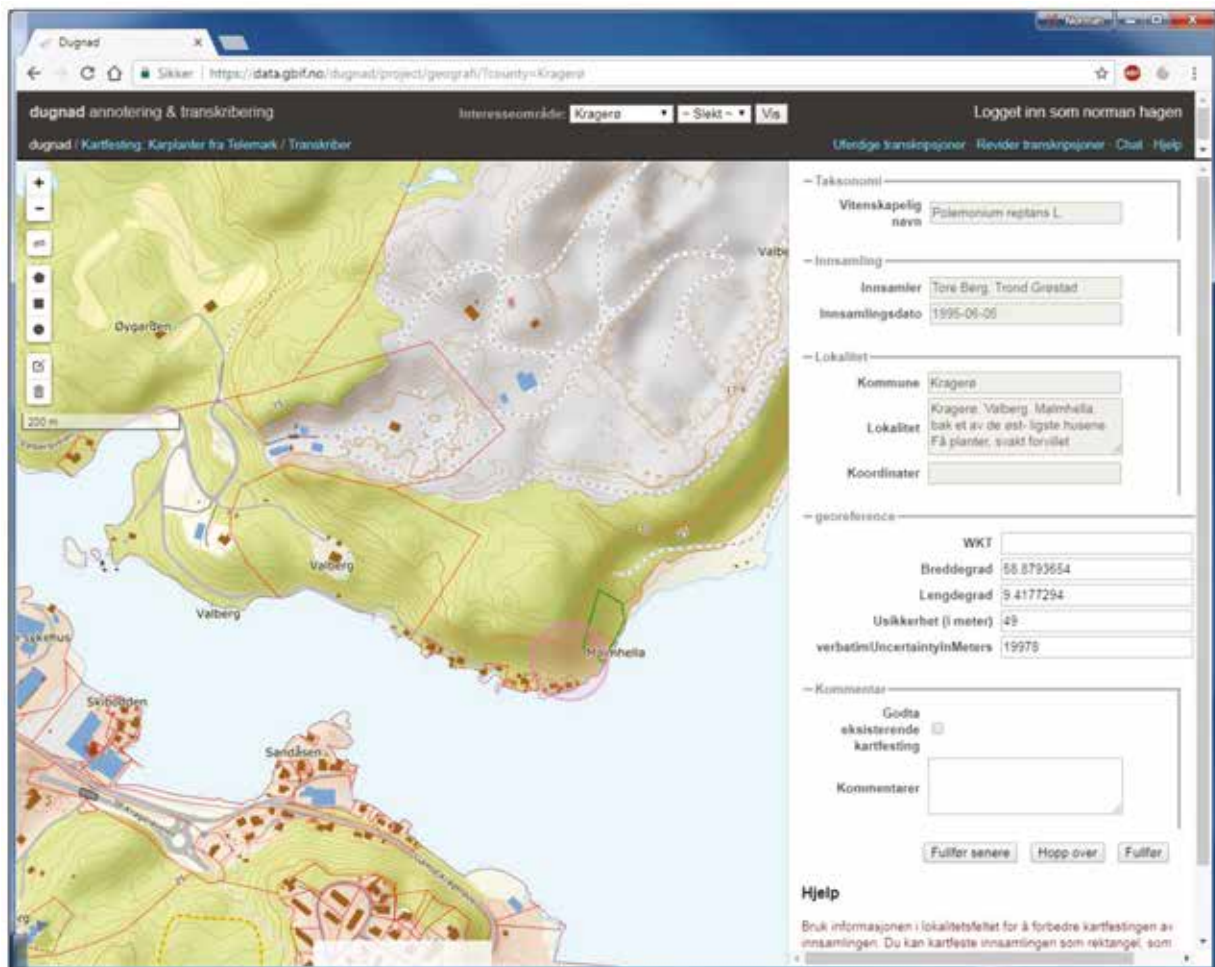 Norman
Dugnad
Sikker https://data.gbif.no/dugnad/project/geografi/?county=Kragerø
dugnad annotering & transkribering
Interesseområde: Kragerø ~ Slekt ~ Vis
Logget inn som norman hagen
dugnad / Kartfesting: Karplanter fra Telemark / Transkriber
Uferdige transkripsjoner · Revider transkripsjoner · Chat · Hjelp
+
−
200 m
Øygarden
Valberg
Valberg
Malmhella
Skibodden
Sandåsen
Taksonomi
Vitenskapelig navn
Polemonium reptans L.
Innsamling
Innsamler Tore Berg, Trond Grøstad
Innsamlingsdato 1995-06-05
Lokalitet
Kommune Kragerø
Lokalitet
Kragerø, Valberg. Malmhella.
bak et av de øst- ligste husene.
Få planter, svakt forvillet
Koordinater
georeference
WKT
Breddegrad 58.8793654
Lengdegrad 9.4177294
Usikkerhet (i meter) 49
verbatimUncertaintyInMeters 19978
Kommentar
Godta
eksisterende
kartfesting
Kommentarer
Fullfør senere Hopp over Fullfør
Hjelp
Bruk informasjonen i lokalitetsfeltet for å forbedre kartfestingen av
innsamlingen. Du kan kartfeste innsamlingen som rektangel, som